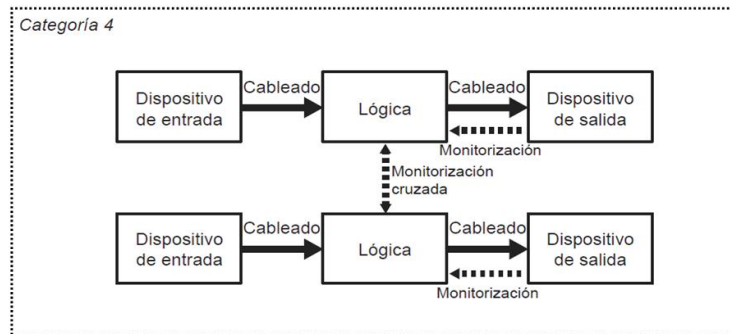 Categoría 4
Dispositivo
de entrada
Cableado
Lógica
Cableado
Dispositivo
de salida
Monitorización
Monitorización
cruzada
Dispositivo
de entrada
Cableado
Lógica
Cableado
Dispositivo
de salida
Monitorización